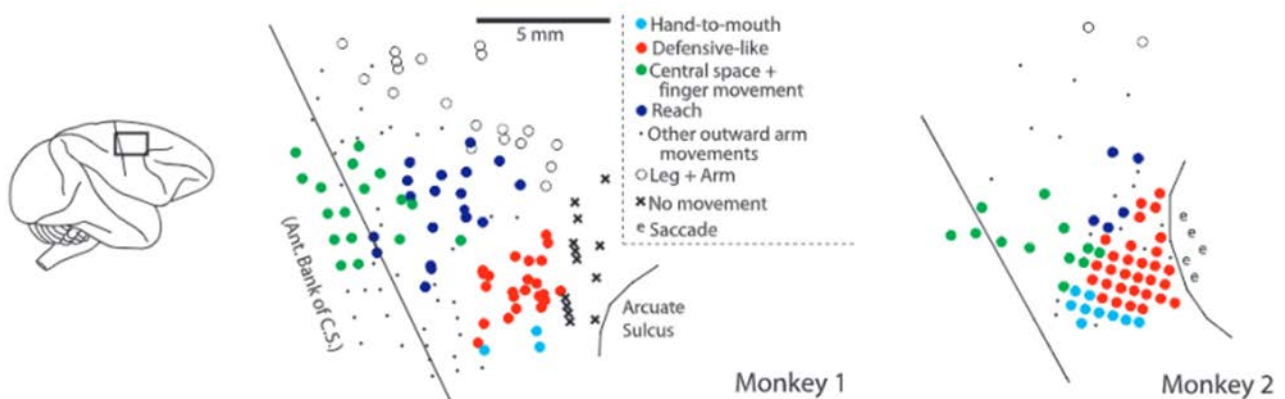 5 mm
Hand-to-mouth
Defensive-like
Central space +
finger movement
Reach
Other outward arm
movements
Leg + Arm
No movement
e Saccade
(Ant. Bank of C.S.)
Arcuate
Sulcus
Monkey 1
e
e
e
e
e
Monkey 2